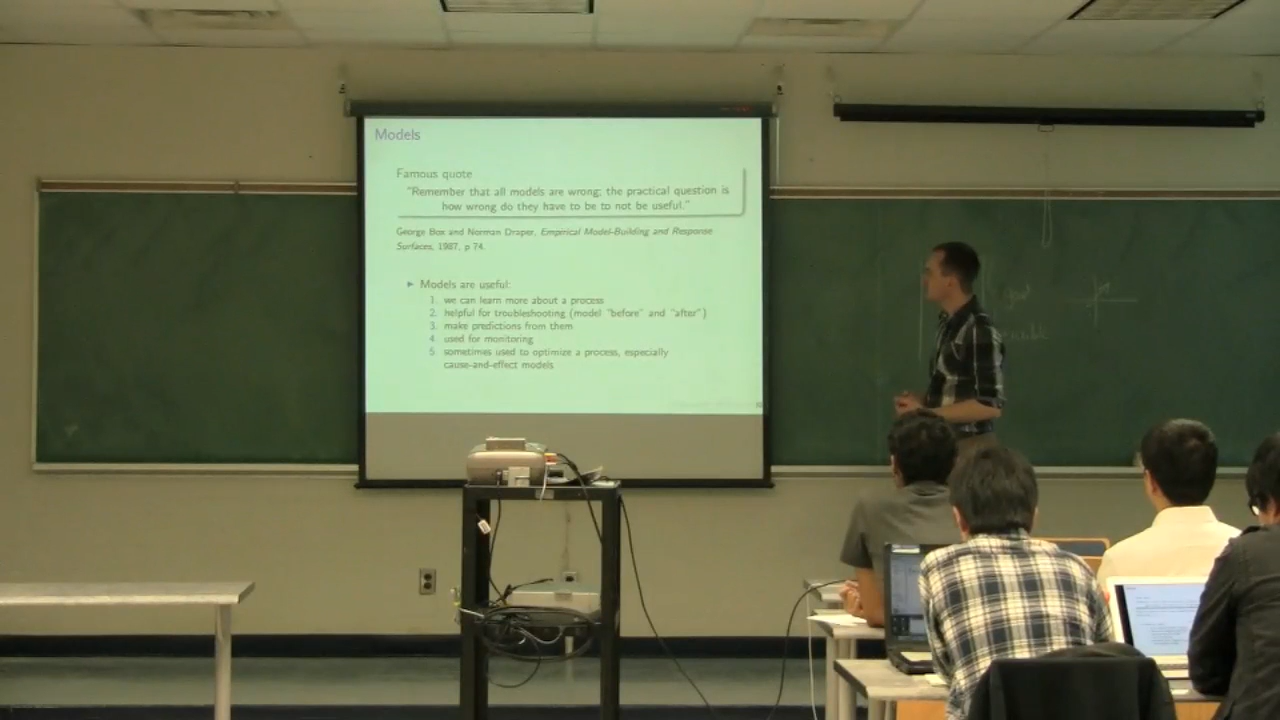 Models
Famous quote
"Remember that all models are wrong; the practical question is
how wrong do they have to be to not be useful."
George Box and Norman Draper, Empirical Model-Building and Response
Surfaces, 1987, p 74.
► Models are useful:
1. we can learn more about a process
2. helpful for troubleshooting (model "before" and "after")
3. make predictions from them
4. used for monitoring
5. sometimes used to optimize a process, especially
cause-and-effect models